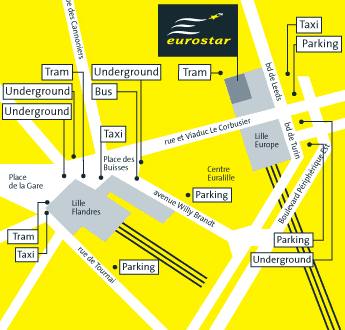 eurostar
rue des Canonniers
Taxi
Parking
Tram
Underground
Tram
bd de Leeds
Underground
Bus
Underground
Taxi
rue et Viaduc Le Corbusier
Lille
Europe
bd de Turin
Place des
Buisses
Place
de la Gare
Centre
Euralille
Boulevard Périphérique Est
Parking
avenue Willy Brandt
Lille
Flandres
Tram
Taxi
Parking
Underground
rue de Tournai
Parking